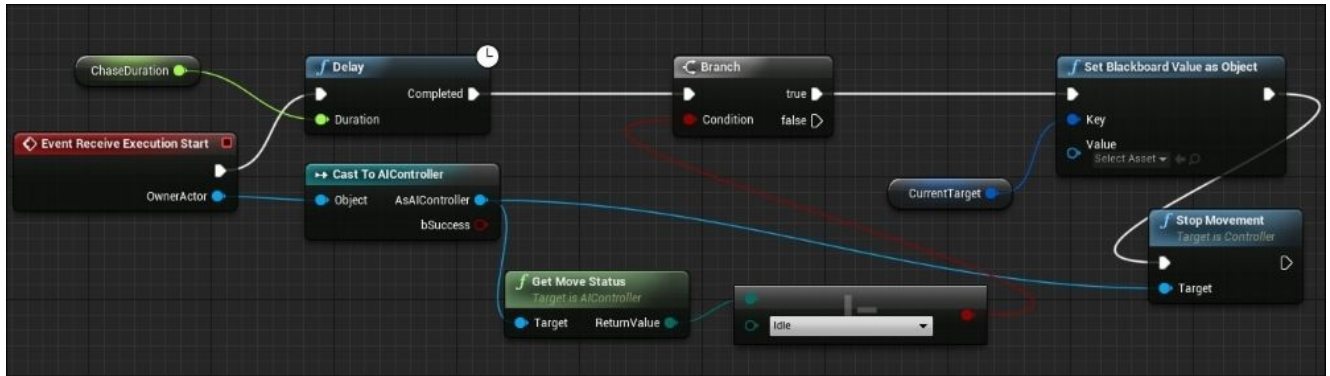 ChaseDuration
Delay
Completed
Duration
Event Receive Execution Start
OwnerActor
Cast To AIController
Object AsAIController
bSuccess
Get Move Status
Target is AIController
Target ReturnValue
Idle
Branch
true
Condition false
CurrentTarget
Set Blackboard Value as Object
Key
Value
Select Asset
Stop Movement
Target is Controller
Target